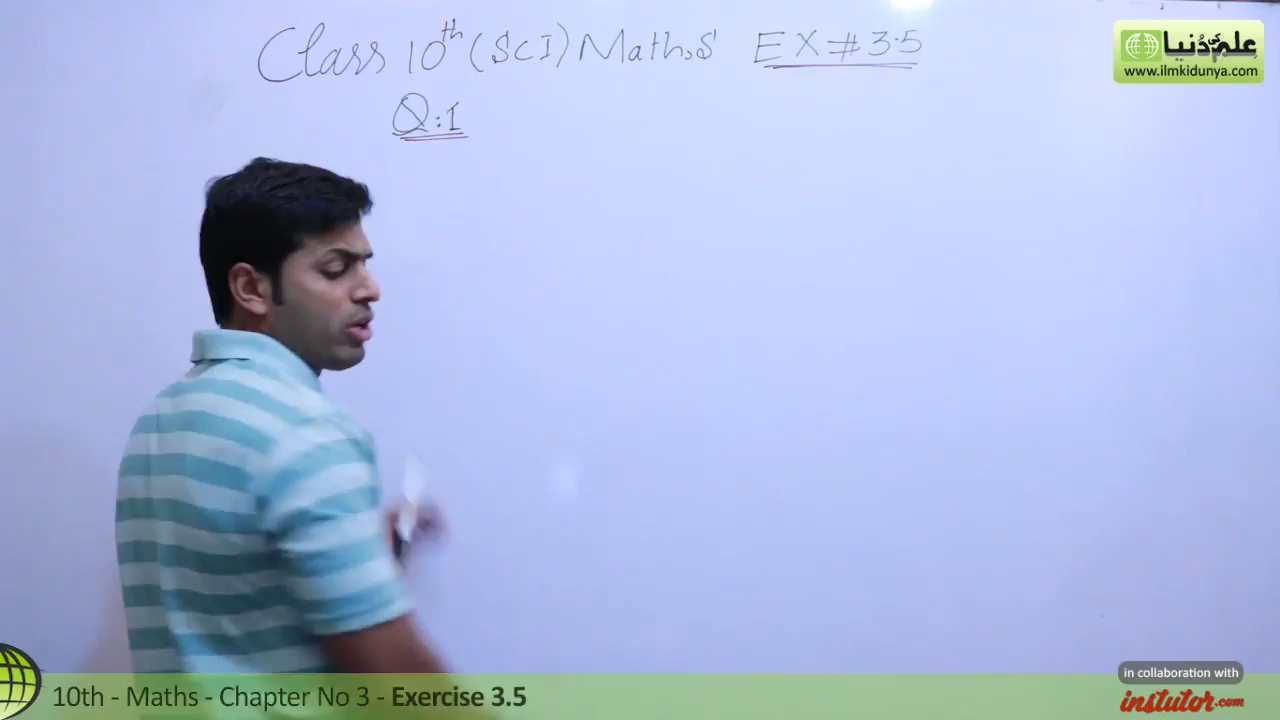 Class 10th (SCI) Maths EX # 3.5
Q:1
علم کی دنیا
www.ilmkidunya.com
in collaboration with
instutor.com
10th - Maths - Chapter No 3 - Exercise 3.5